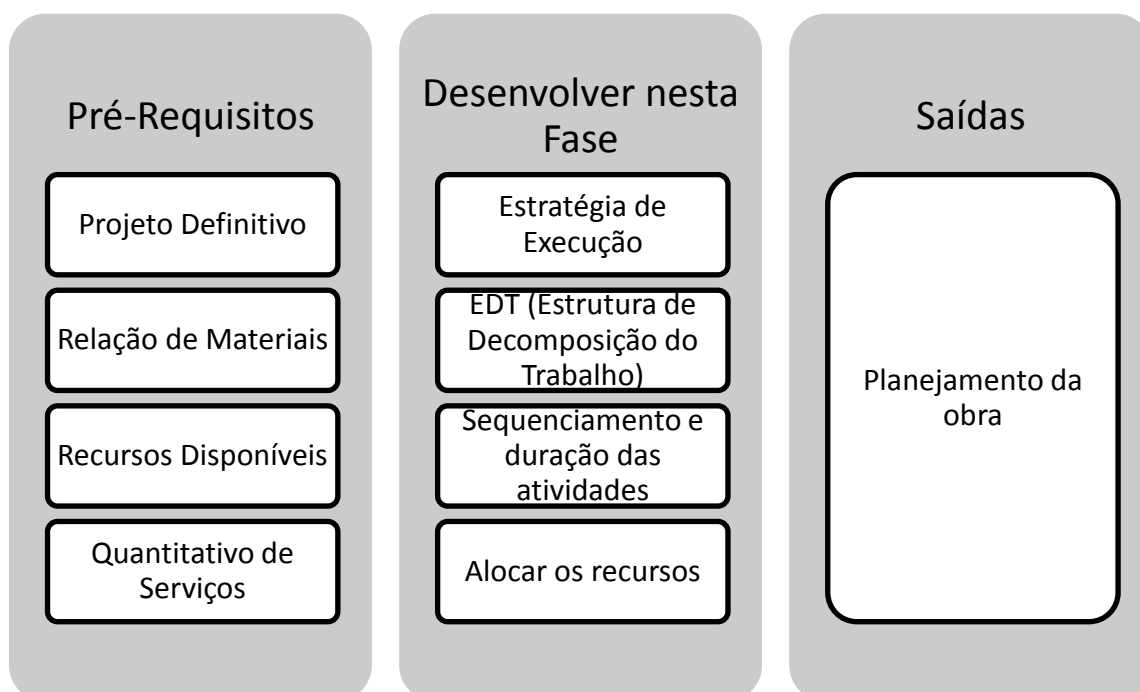 Pré-Requisitos
Projeto Definitivo
Relação de Materiais
Recursos Disponíveis
Quantitativo de
Serviços
Desenvolver nesta
Fase
Estratégia de
Execução
EDT (Estrutura de
Decomposição do
Trabalho)
Sequenciamento e
duração das
atividades
Alocar os recursos
Saídas
Planejamento da
obra